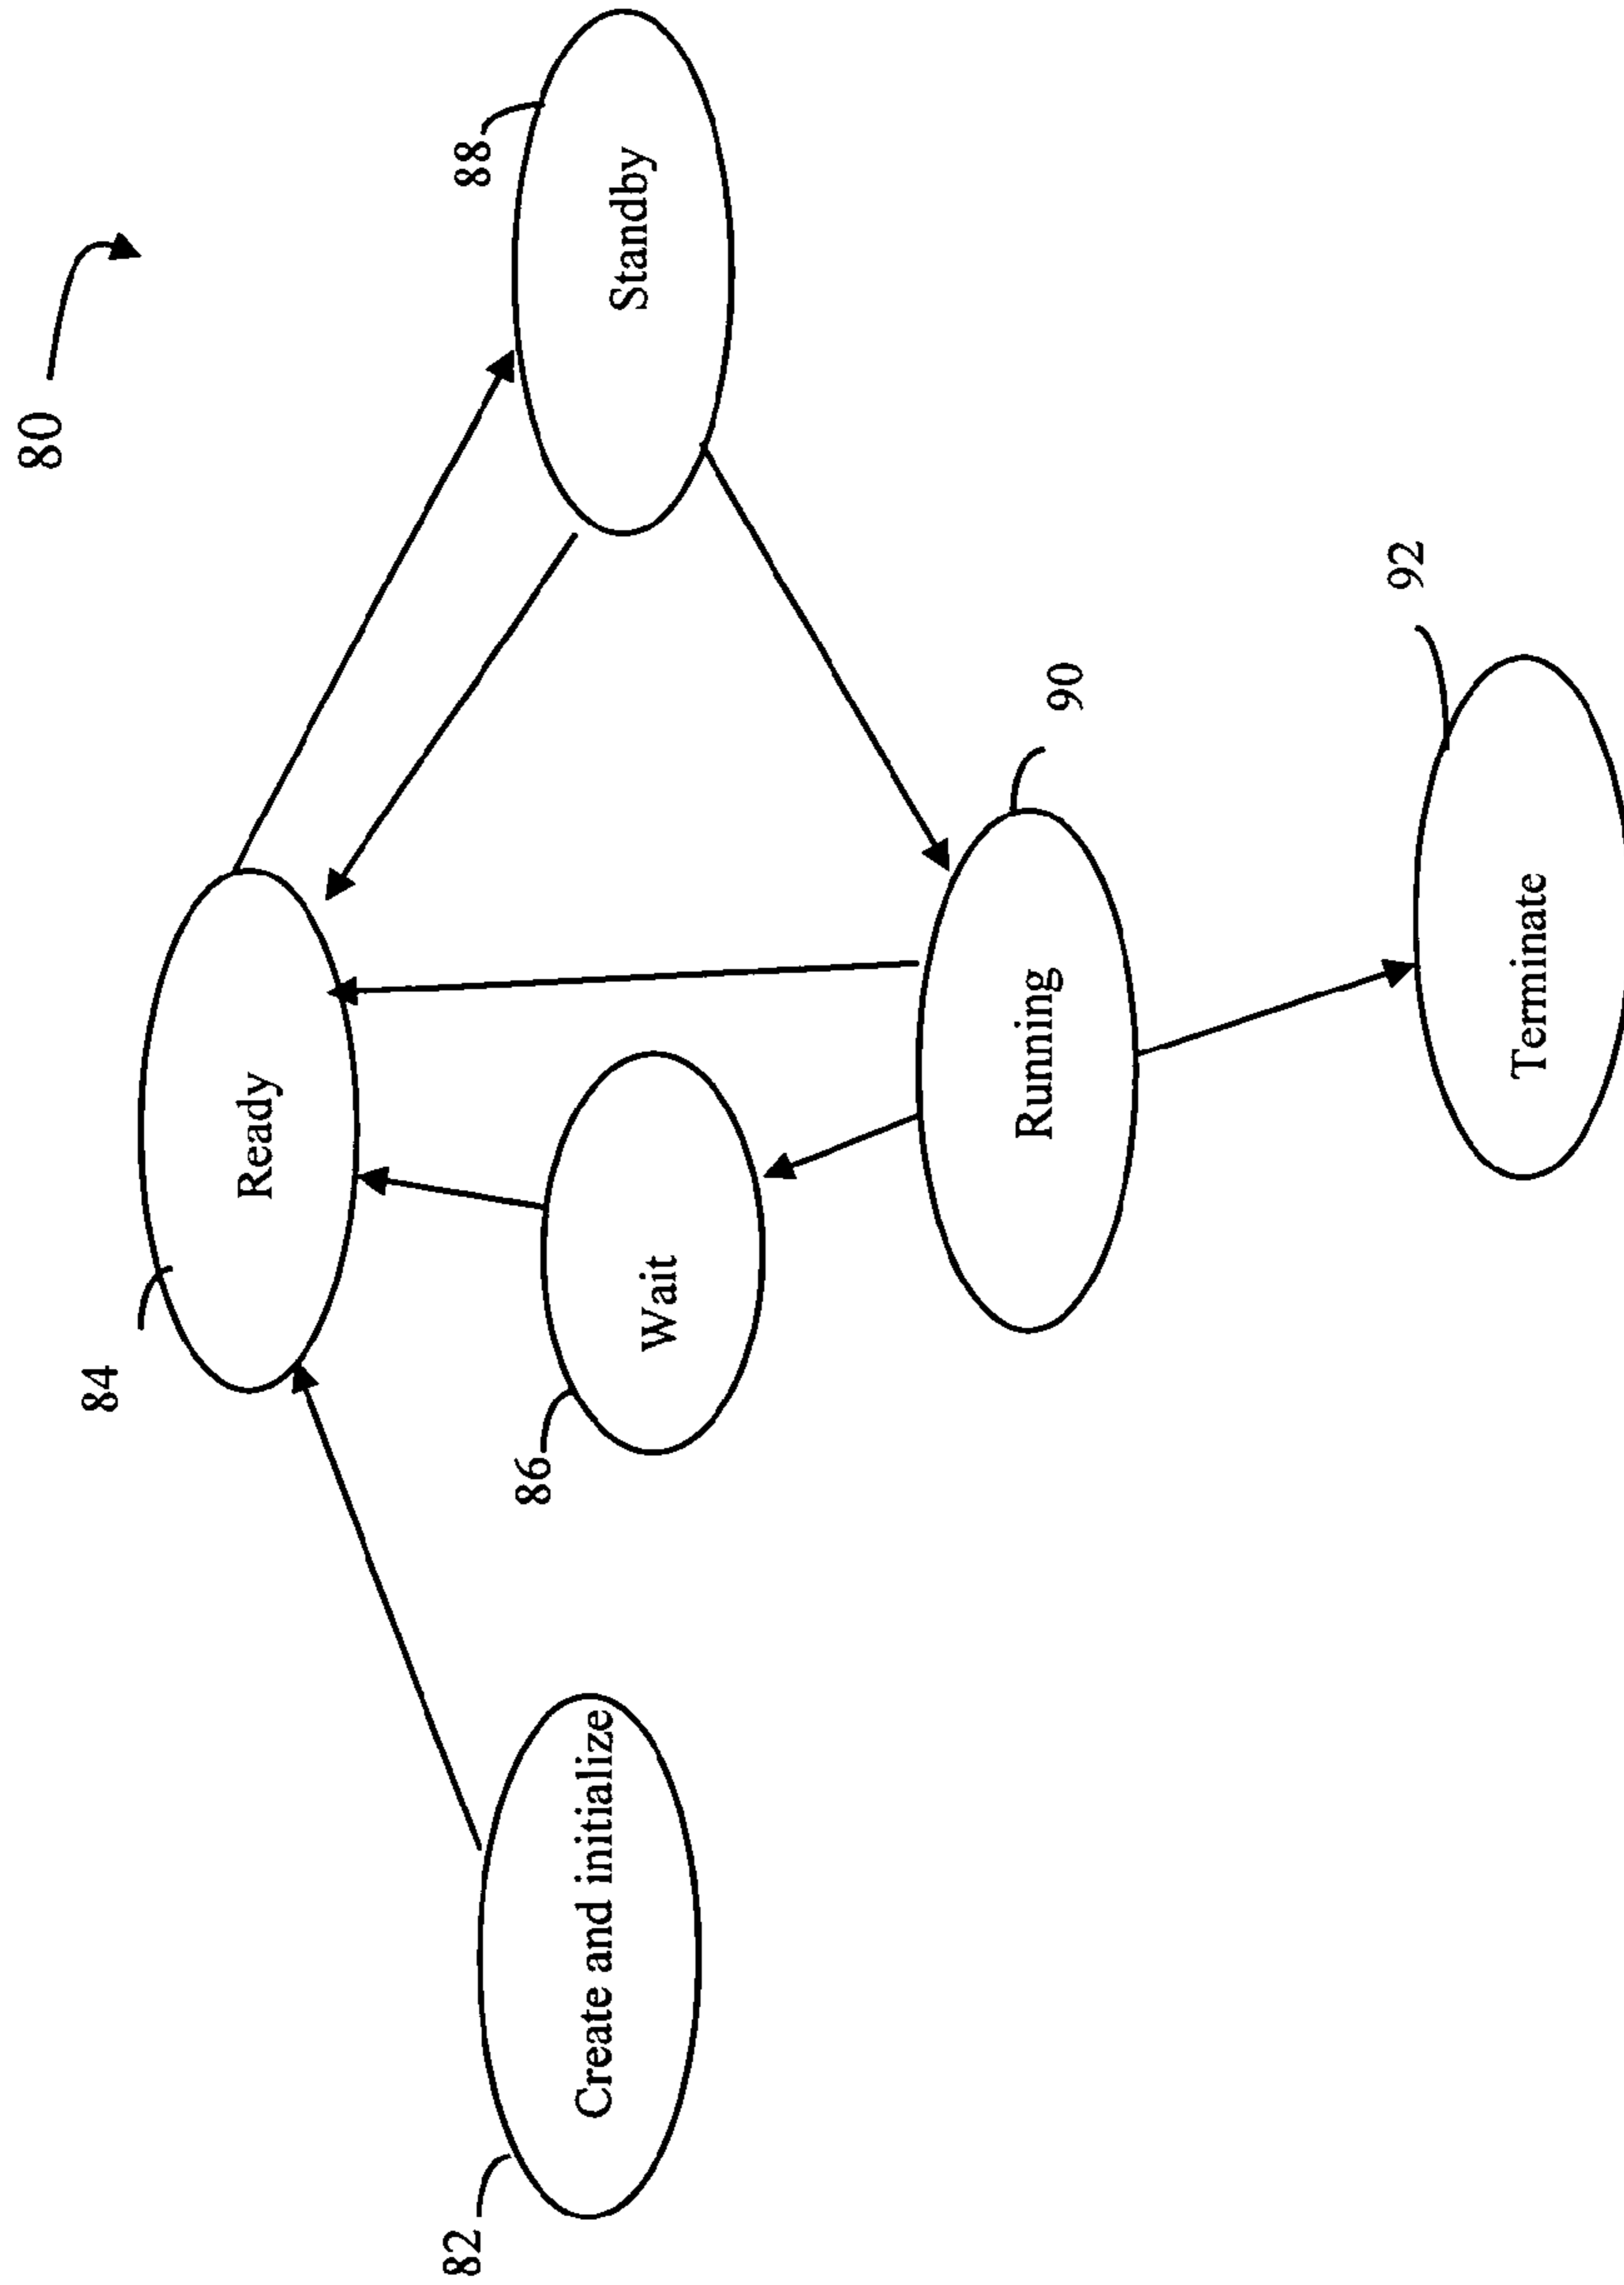 80
84
Ready
88
Standby
86
Wait
82
Create and initialize
90
Running
92
Terminate